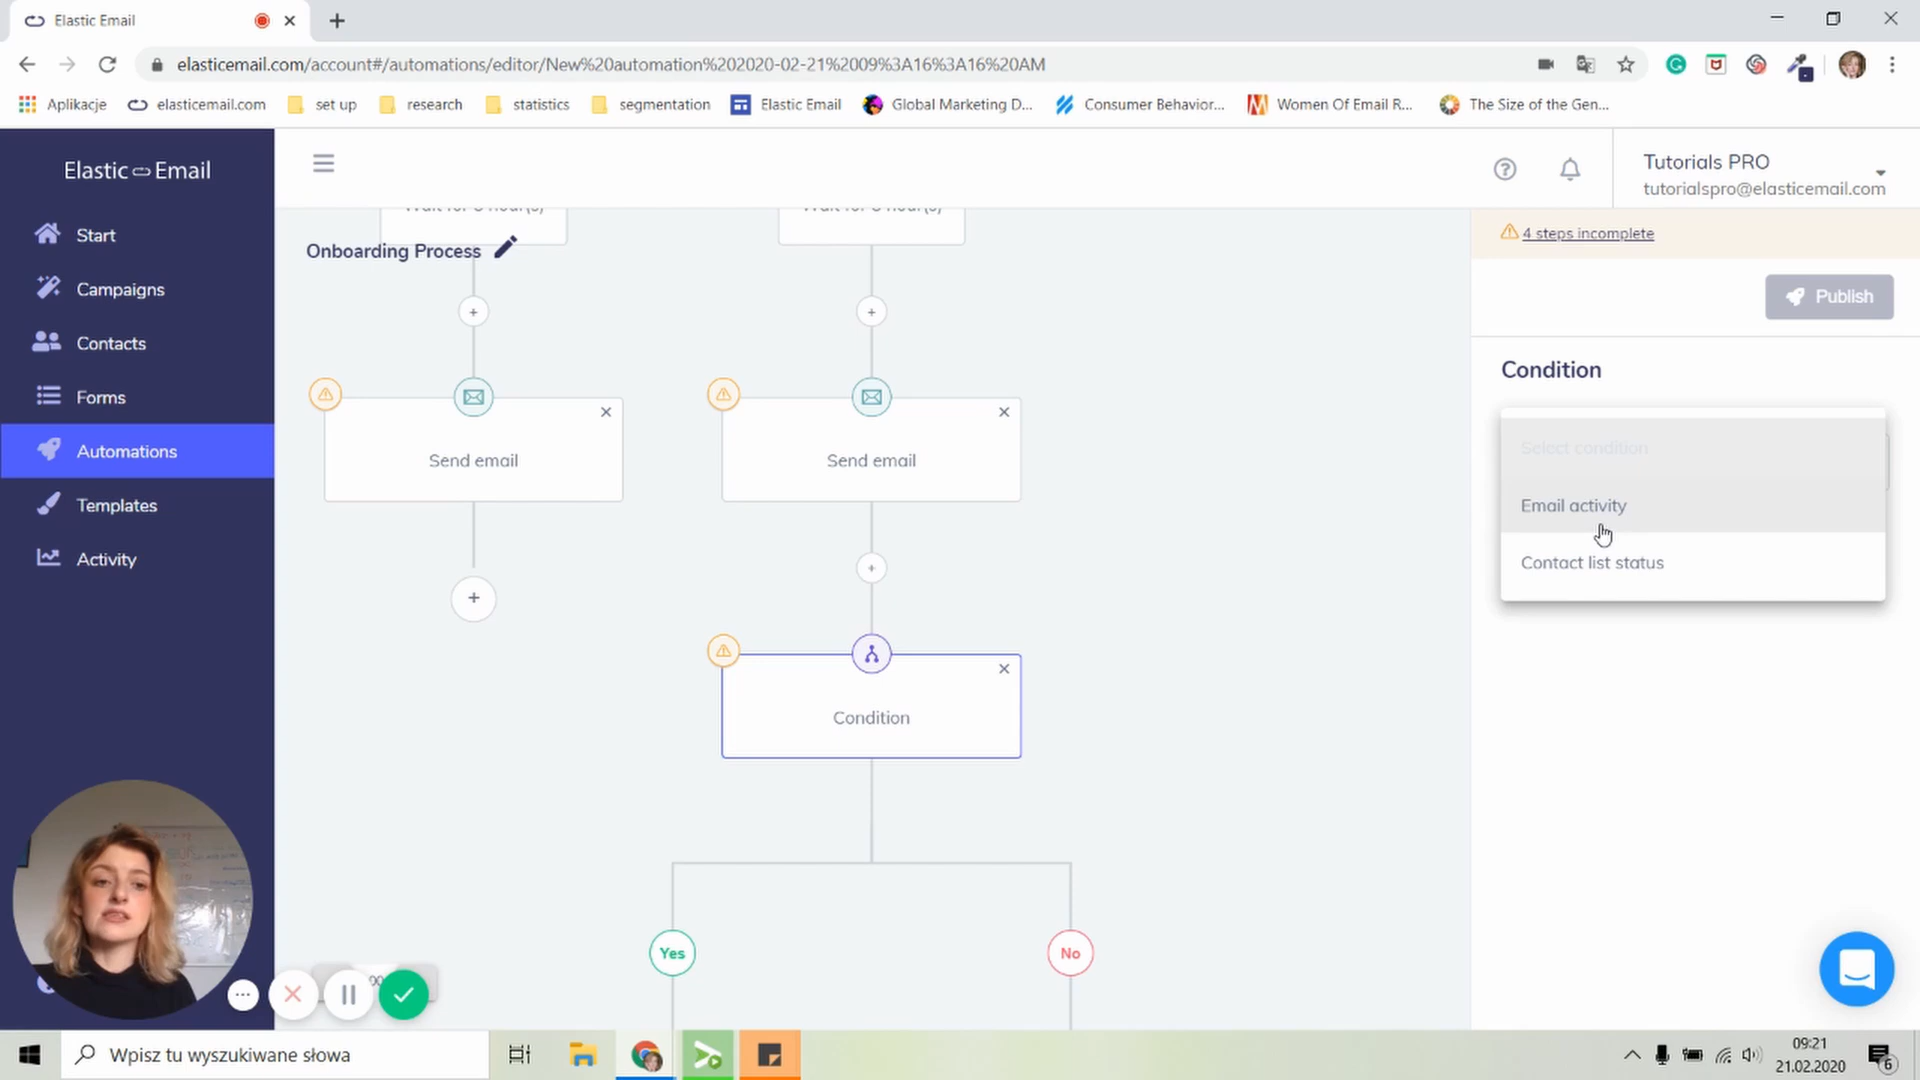 Elastic Email
elasticemail.com/account#/automations/editor/New%20automation%202020-02-21%2009%3A16%3A16%20AM
Aplikacje
elasticemail.com
set up
research
statistics
segmentation
Elastic Email
Global Marketing D...
Consumer Behavior...
Women Of Email R...
The Size of the Gen...
Elastic Email
Start
Campaigns
Contacts
Forms
Automations
Templates
Activity
Tutorials PRO
tutorialspro@elasticemail.com
Onboarding Process
Send email
Send email
Condition
Yes
No
4 steps incomplete
Publish
Condition
Select condition
Email activity
Contact list status
Wpisz tu wyszukiwane słowa
09:21
21.02.2020
6